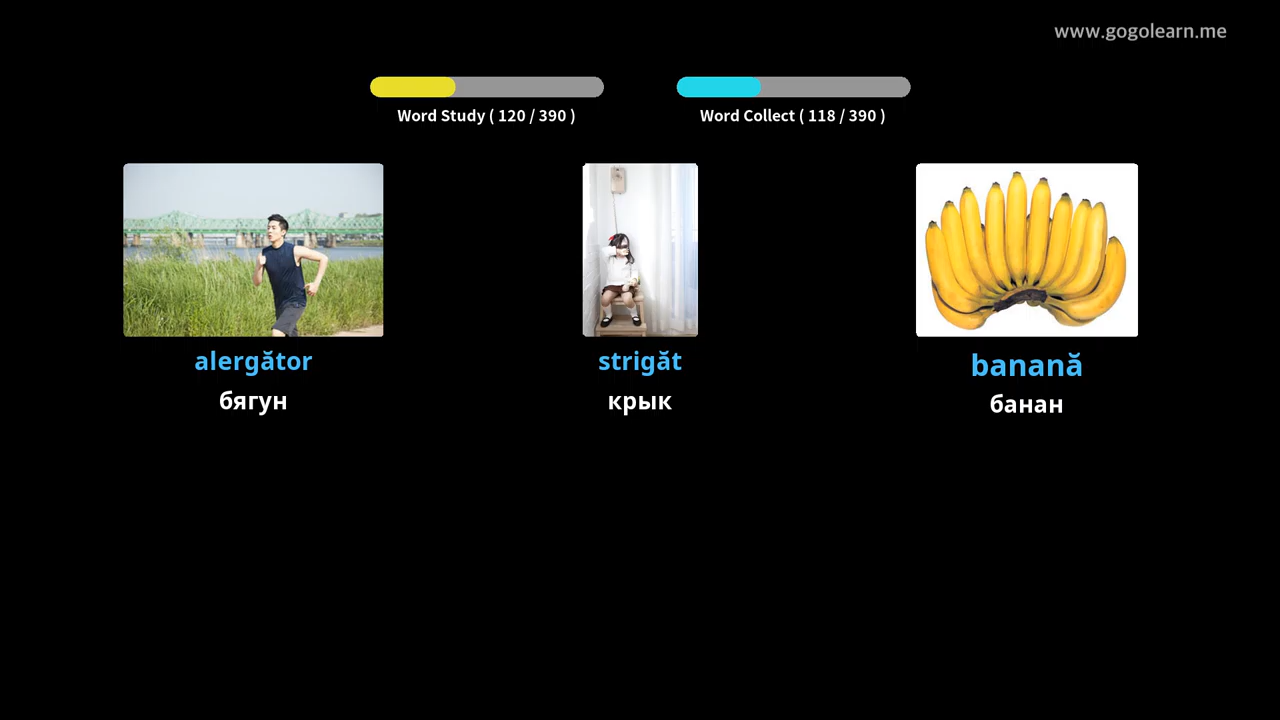 www.gogolearn.me
Word Study ( 120 / 390 )
Word Collect ( 118 / 390 )
alergător
strigăt
banană
бягун
крык
банан